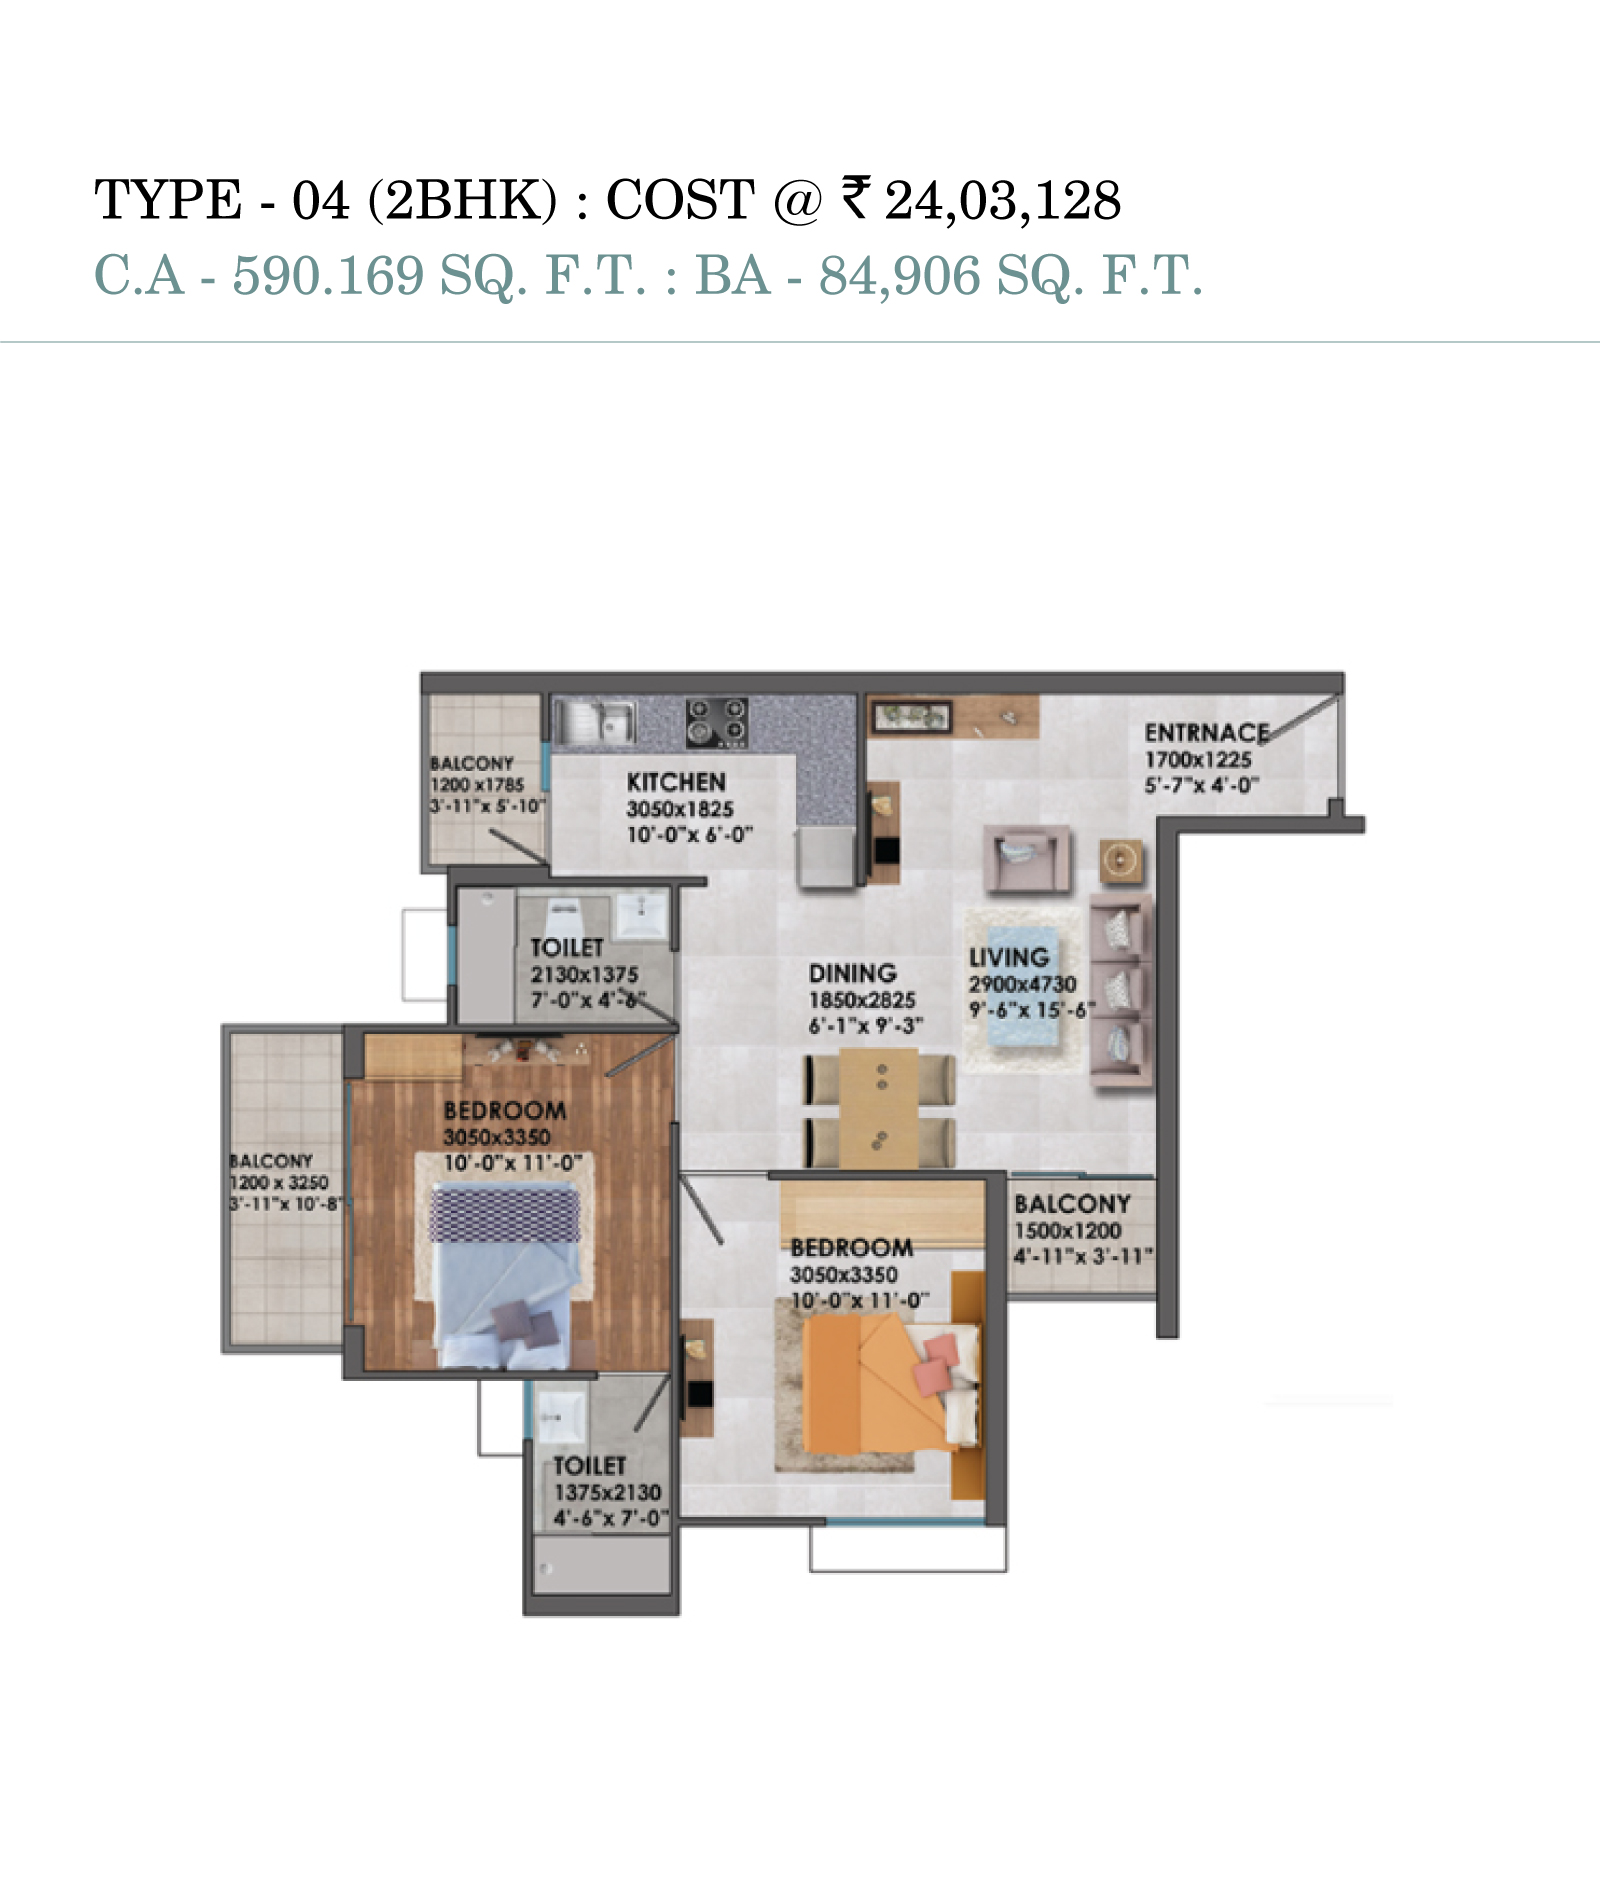 TYPE - 04 (2BHK) : COST @ ₹ 24,03,128
C.A - 590.169 SQ. F.T. : BA - 84,906 SQ. F.T.
ENTRNACE
1700x1225
5'-7"x 4'-0"
BALCONY
1200 x1785
3'-11"x 5'-10"
KITCHEN
3050x1825
10'-0"x 6'-0"
TOILET
2130x1375
7'-0"x 4'-6"
DINING
1850x2825
6'-1"x 9'-3"
LIVING
2900x4730
9'-6"x 15'-6"
BEDROOM
3050x3350
10'-0"x 11'-0"
BALCONY
1200 x 3250
3'-11"x 10'-8"
BALCONY
1500x1200
4'-11"x 3'-11"
BEDROOM
3050x3350
10'-0"x 11'-0"
TOILET
1375x2130
4'-6"x 7'-0"